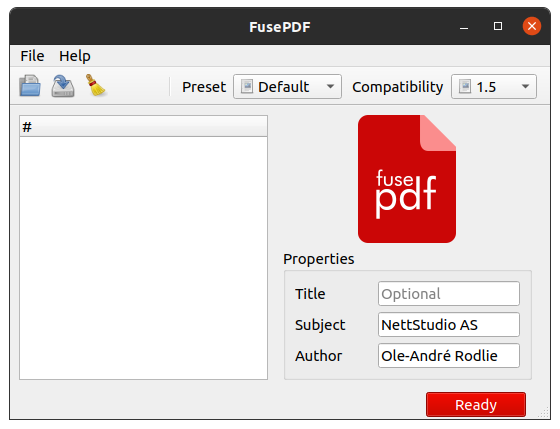 FusePDF
File Help
Preset Default Compatibility 1.5
#
fuse
pdf
Properties
Title Optional
Subject NettStudio AS
Author Ole-André Rodlie
Ready